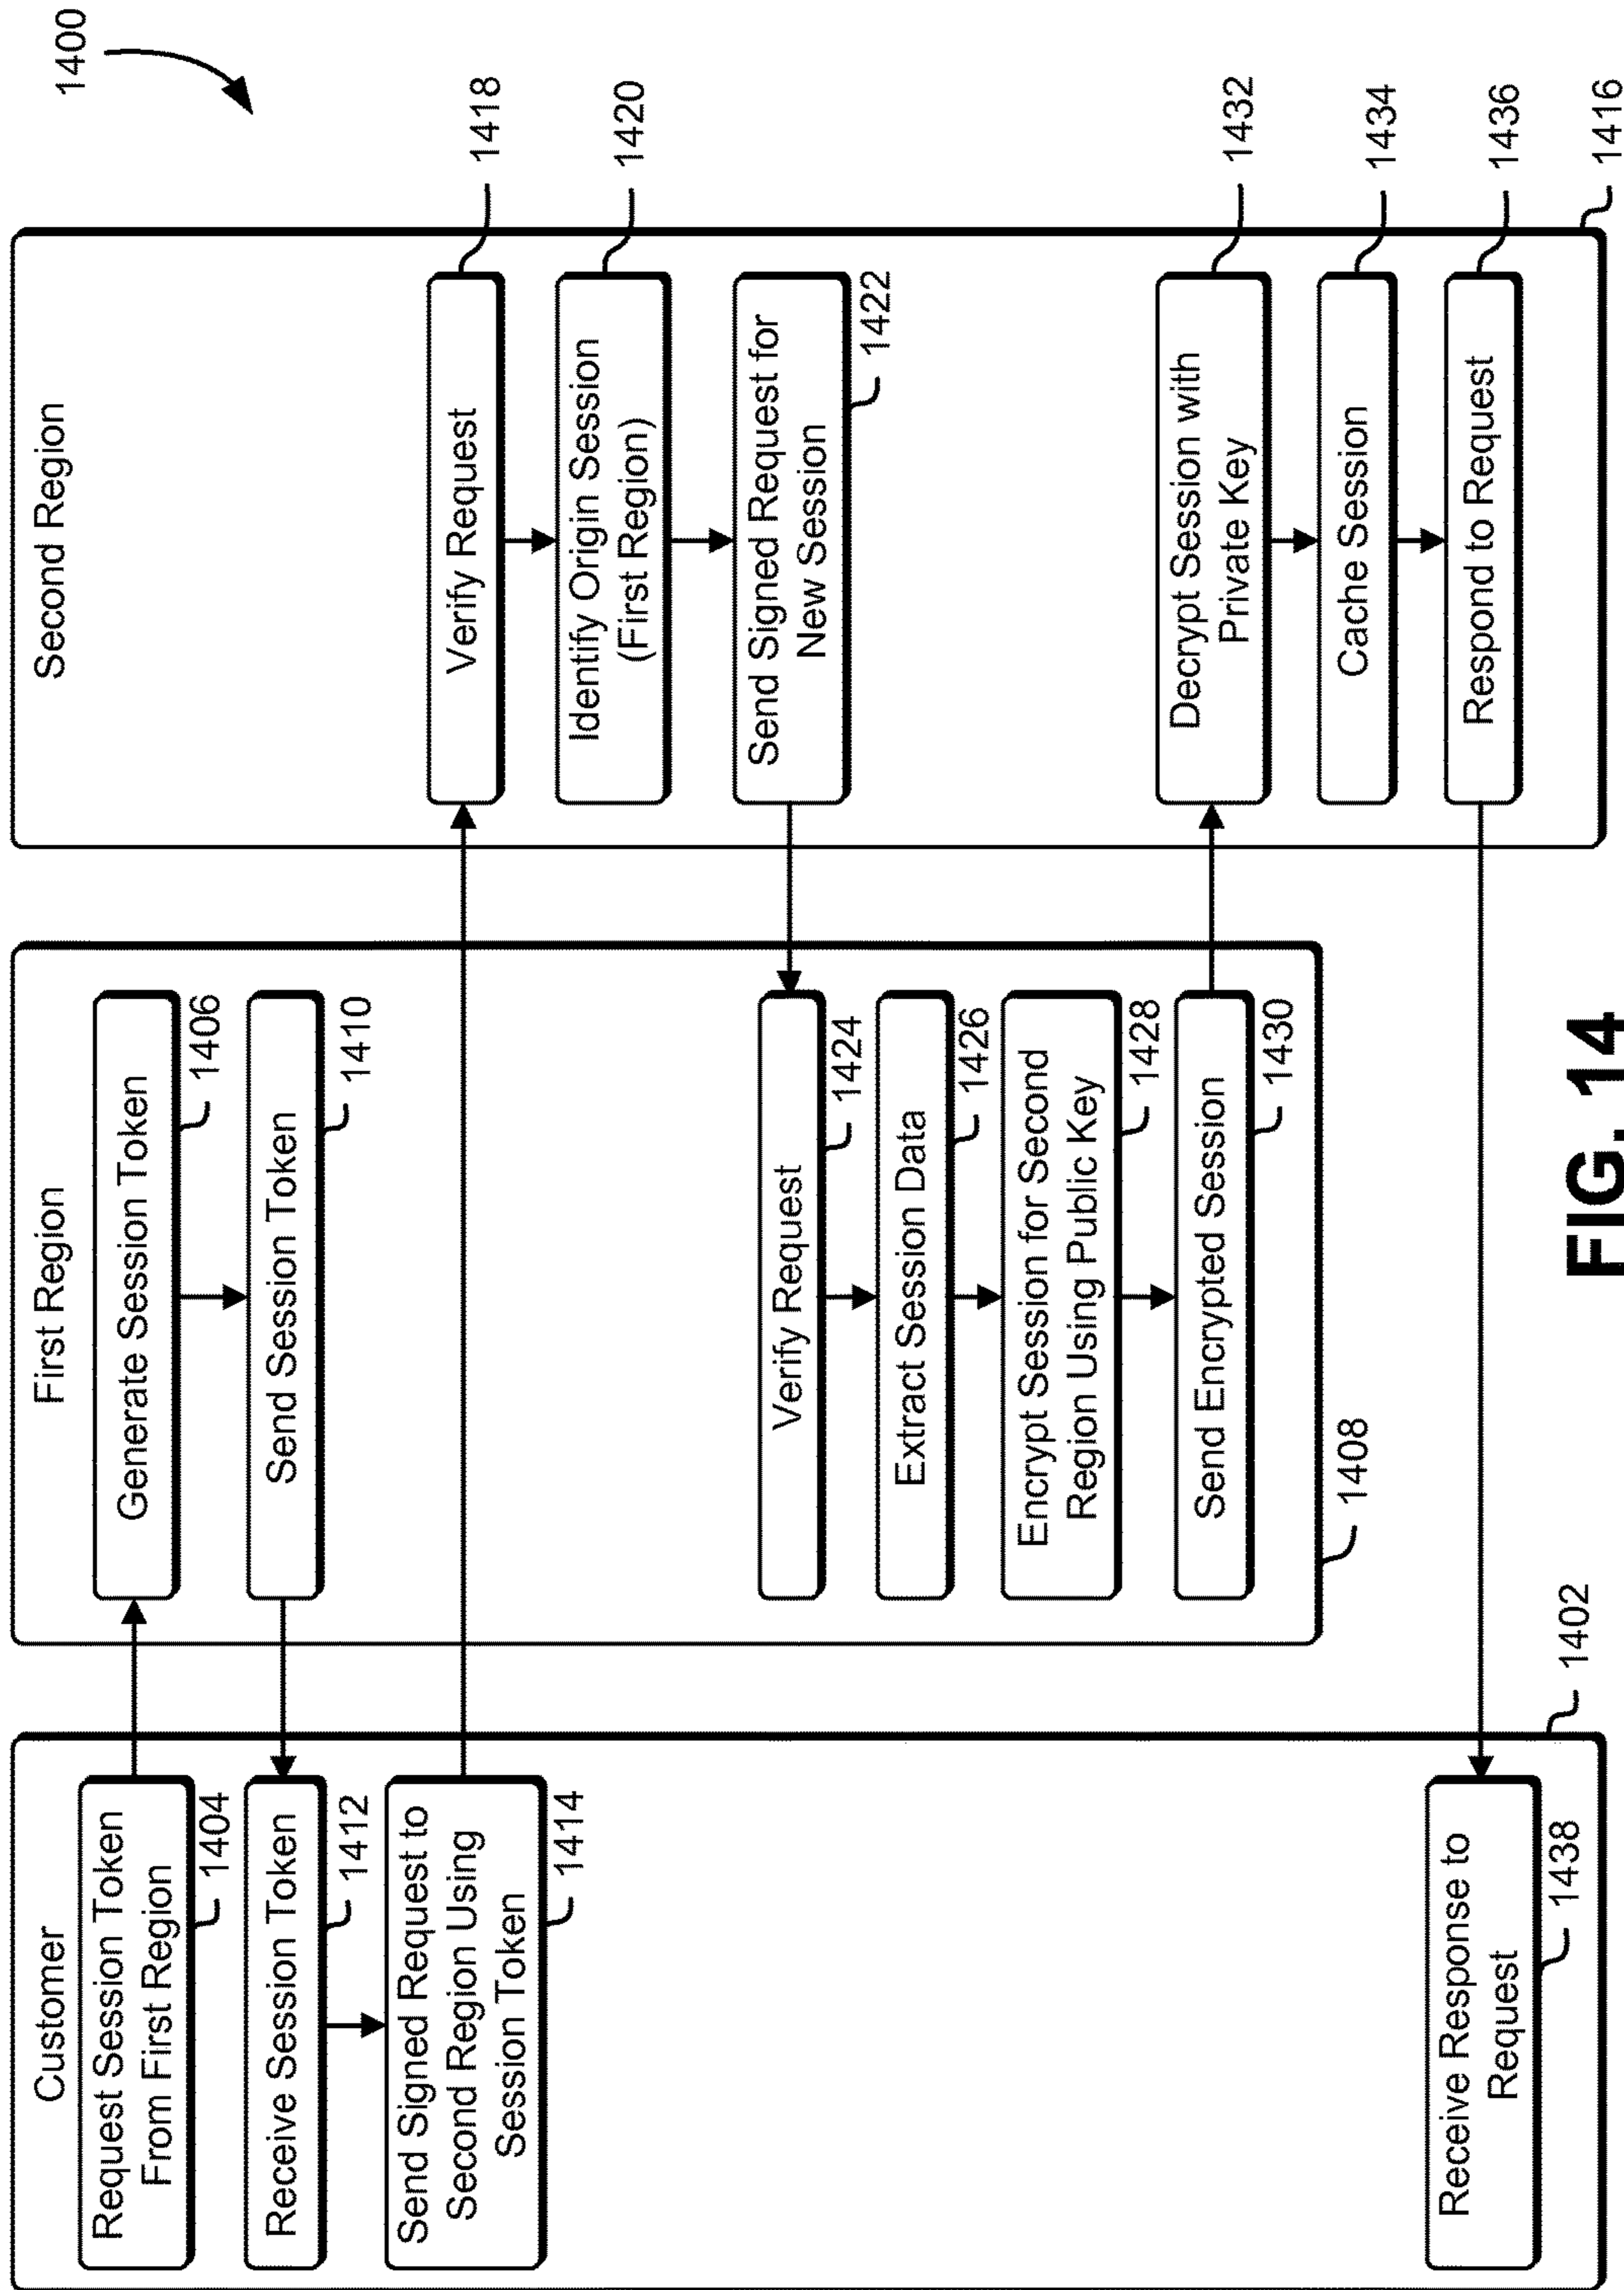 1400
Customer
Request Session Token
From First Region
1404
Receive Session Token
1412
Send Signed Request to
Second Region Using
Session Token
1414
Receive Response to
Request
1438
1402
First Region
Generate Session Token
1406
Send Session Token
1410
Verify Request
1424
Extract Session Data
1426
Encrypt Session for Second
Region Using Public Key
1428
Send Encrypted Session
1430
1408
Second Region
Verify Request
1418
Identify Origin Session
(First Region)
1420
Send Signed Request for
New Session
1422
Decrypt Session with
Private Key
1432
Cache Session
1434
Respond to Request
1436
1416
FIG. 14